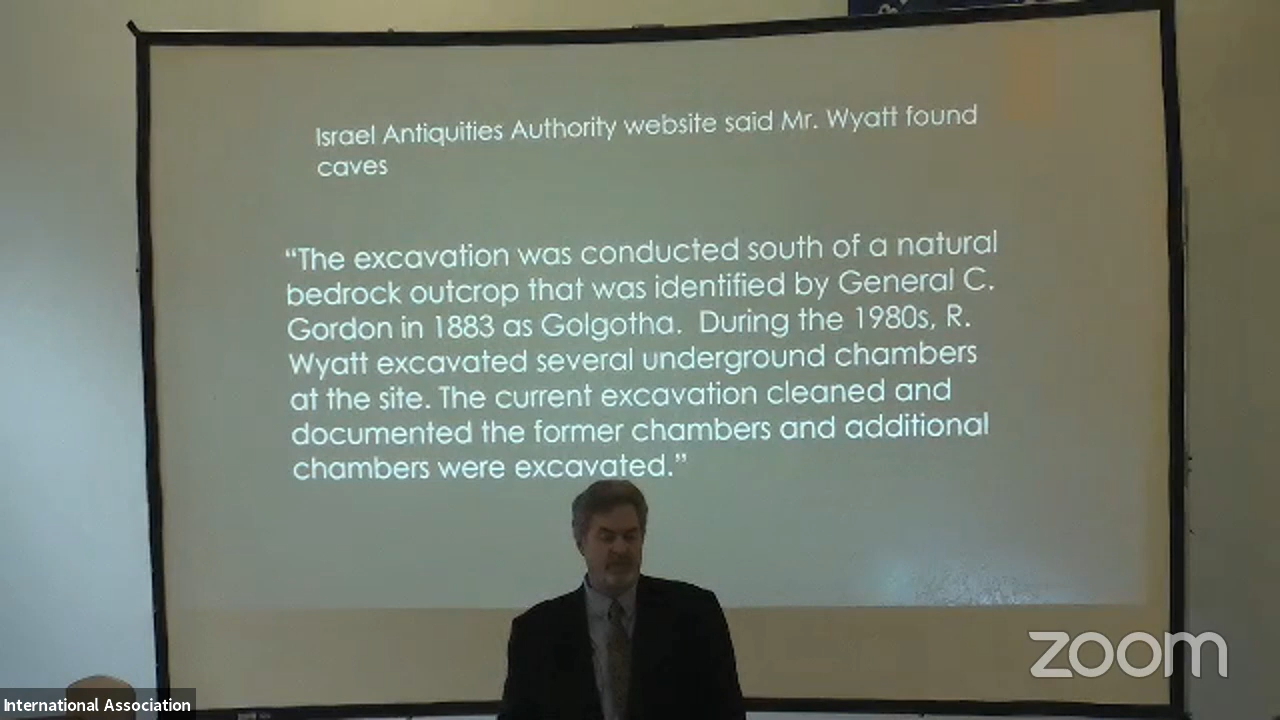 Israel Antiquities Authority website said Mr. Wyatt found
caves
“The excavation was conducted south of a natural
bedrock outcrop that was identified by General C.
Gordon in 1883 as Golgotha.  During the 1980s, R.
Wyatt excavated several underground chambers
at the site. The current excavation cleaned and
documented the former chambers and additional
chambers were excavated.”
zoom
International Association